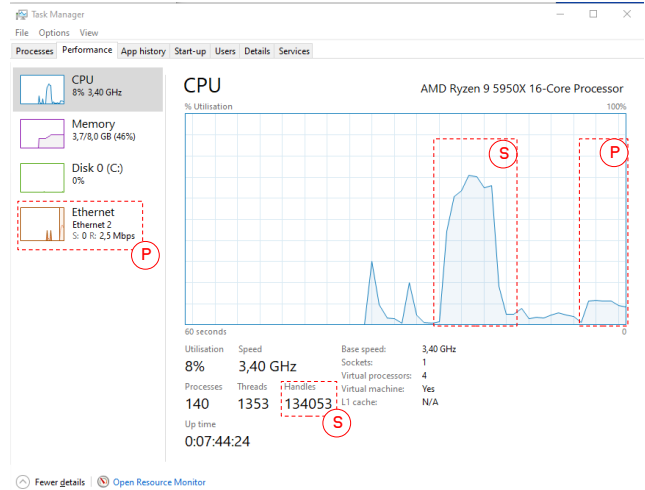 Task Manager
File Options View
Processes Performance App history Start-up Users Details Services
CPU
8% 3,40 GHz
Memory
3,7/8,0 GB (46%)
Disk 0 (C:)
0%
Ethernet
Ethernet 2
S: 0 R: 2,5 Mbps
P
CPU AMD Ryzen 9 5950X 16-Core Processor
% Utilisation 100%
S P
60 seconds 0
Utilisation Speed Base speed: 3,40 GHz
8% 3,40 GHz Sockets: 1
Virtual processors: 4
Processes Threads Handles Virtual machine: Yes
140 1353 134053 L1 cache: N/A
S
Up time
0:07:44:24
Fewer details Open Resource Monitor